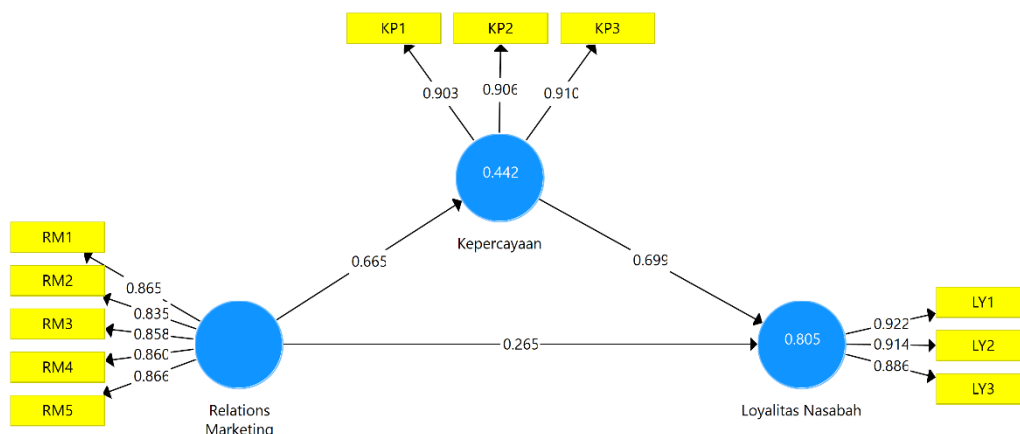 KP1
KP2
KP3
0.903
0.906
0.910
0.442
Kepercayaan
RM1
RM2
RM3
RM4
RM5
0.865
0.835
0.858
0.860
0.866
0.665
0.699
0.265
Relations
Marketing
0.805
Loyalitas Nasabah
0.922
0.914
0.886
LY1
LY2
LY3